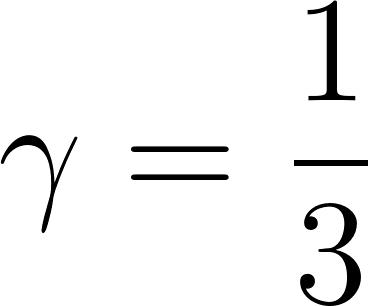 γ = 1/3